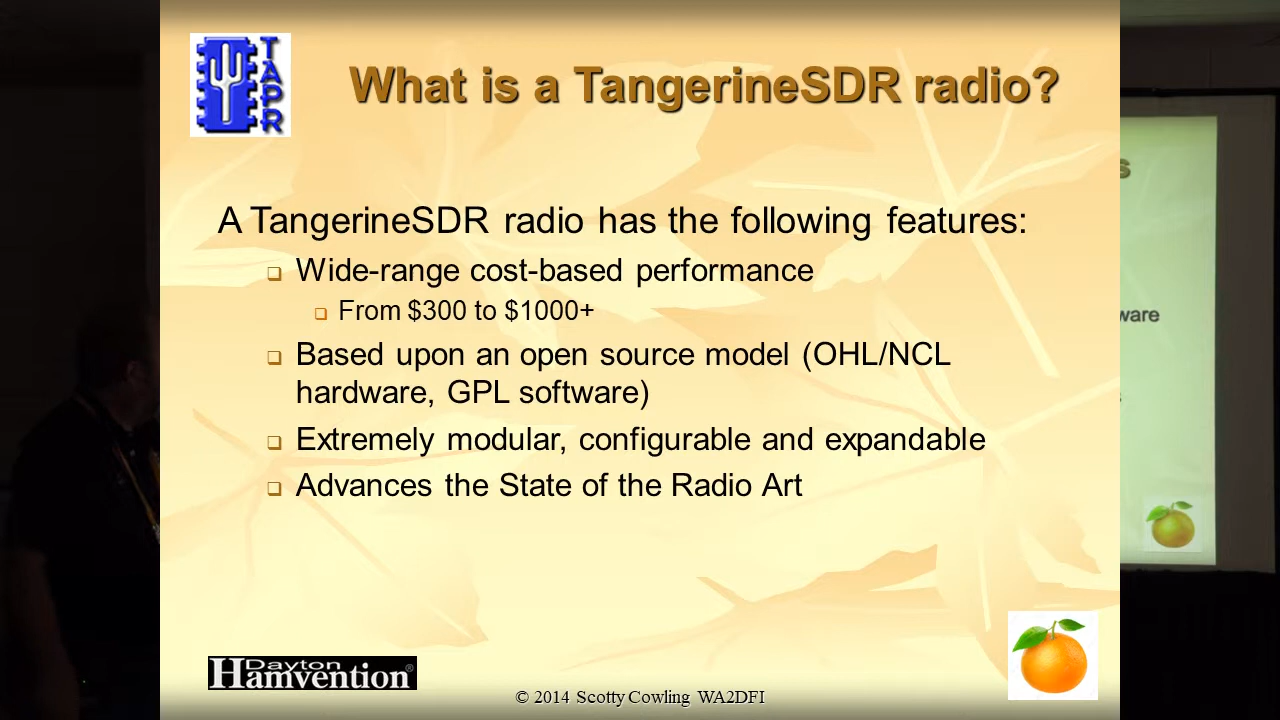 TAPR
What is a TangerineSDR radio?
A TangerineSDR radio has the following features:
Wide-range cost-based performance
From $300 to $1000+
Based upon an open source model (OHL/NCL
hardware, GPL software)
Extremely modular, configurable and expandable
Advances the State of the Radio Art
Dayton
Hamvention®
© 2014 Scotty Cowling WA2DFI